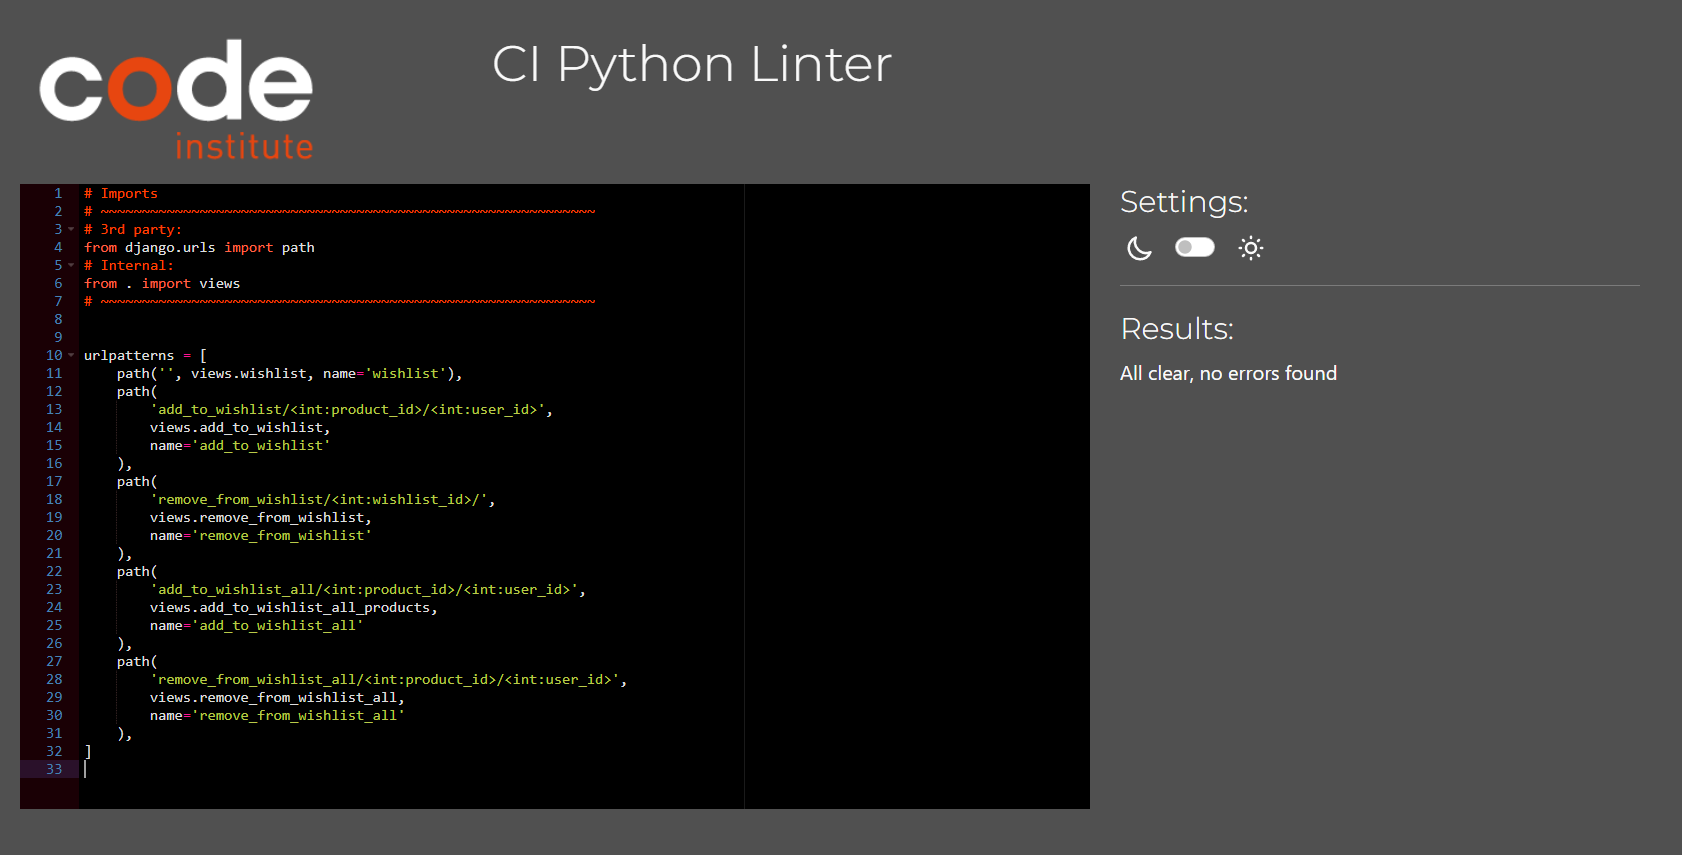 code
institute
CI Python Linter
1 # Imports
2 # ~~~~~~~~~~~~~~~~~~~~~~~~~~~~~~~~~~~~~~~~~~~~~~~~~~~~~~~~~~~~
3 # 3rd party:
4 from django.urls import path
5 # Internal:
6 from . import views
7 # ~~~~~~~~~~~~~~~~~~~~~~~~~~~~~~~~~~~~~~~~~~~~~~~~~~~~~~~~~~~~
8
9
10 urlpatterns = [
11     path('', views.wishlist, name='wishlist'),
12     path(
13         'add_to_wishlist/<int:product_id>/<int:user_id>',
14         views.add_to_wishlist,
15         name='add_to_wishlist'
16     ),
17     path(
18         'remove_from_wishlist/<int:wishlist_id>/',
19         views.remove_from_wishlist,
20         name='remove_from_wishlist'
21     ),
22     path(
23         'add_to_wishlist_all/<int:product_id>/<int:user_id>',
24         views.add_to_wishlist_all_products,
25         name='add_to_wishlist_all'
26     ),
27     path(
28         'remove_from_wishlist_all/<int:product_id>/<int:user_id>',
29         views.remove_from_wishlist_all,
30         name='remove_from_wishlist_all'
31     ),
32 ]
33
Settings:
Results:
All clear, no errors found